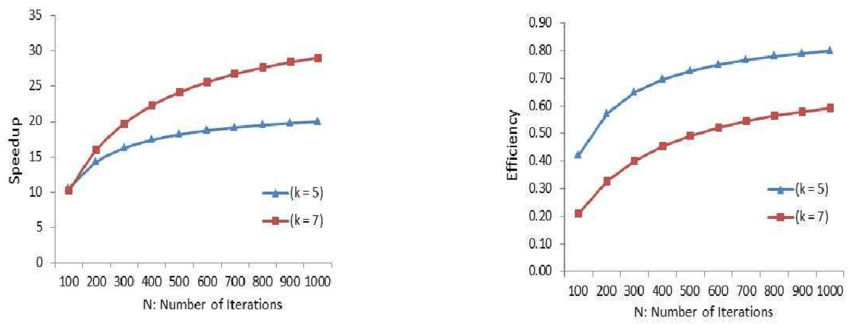 35
30
25
20
15
10
5
0
Speedup
(k = 5)
(k = 7)
100 200 300 400 500 600 700 800 900 1000
N: Number of Iterations
0.90
0.80
0.70
0.60
0.50
0.40
0.30
0.20
0.10
0.00
Efficiency
(k = 5)
(k = 7)
100 200 300 400 500 600 700 800 900 1000
N: Number of Iterations